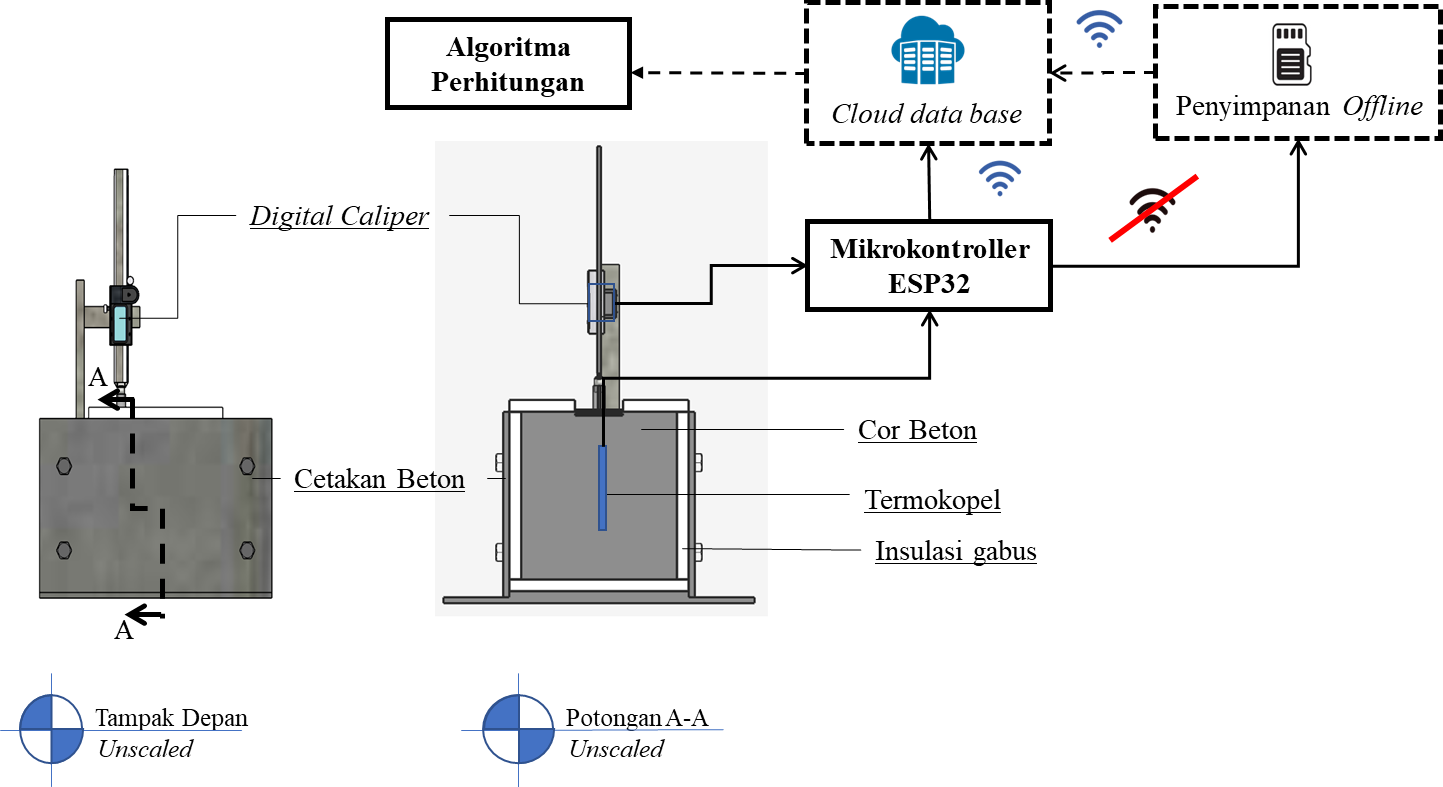 Algoritma
Perhitungan
Cloud data base
Penyimpanan Offline
Digital Caliper
Mikrokontroller
ESP32
A
Cor Beton
Cetakan Beton
Termokopel
Insulasi gabus
A
Tampak Depan
Unscaled
Potongan A-A
Unscaled